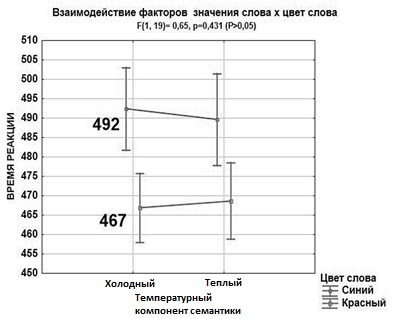 Взаимодействие факторов значения слова х цвет слова
F(1, 19)= 0,65, p=0,431 (P>0,05)
ВРЕМЯ РЕАКЦИИ
510
505
500
495
490
485
480
475
470
465
460
455
450
492
467
Холодный Теплый
Температурный
компонент семантики
Цвет слова
Синий
Красный